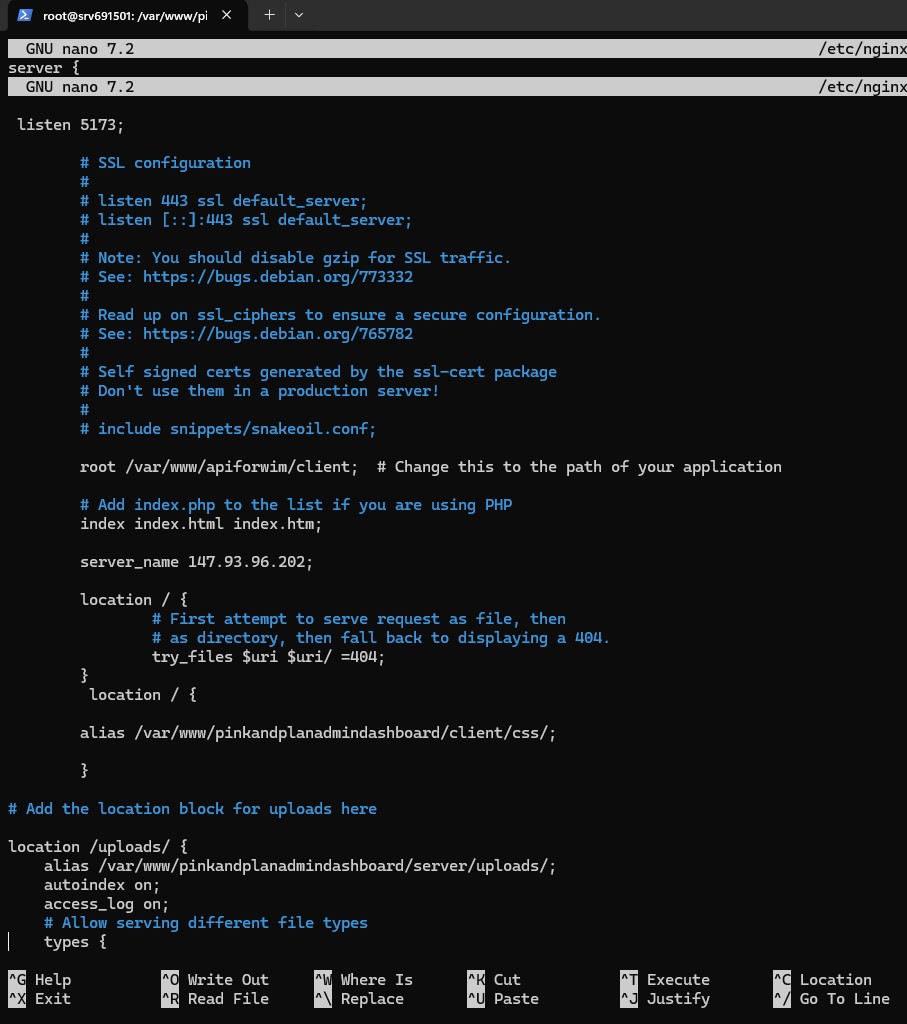 root@srv691501: /var/www/pi
GNU nano 7.2 /etc/nginx
server {
GNU nano 7.2 /etc/nginx
listen 5173;
# SSL configuration
#
# listen 443 ssl default_server;
# listen [::]:443 ssl default_server;
#
# Note: You should disable gzip for SSL traffic.
# See: https://bugs.debian.org/773332
#
# Read up on ssl_ciphers to ensure a secure configuration.
# See: https://bugs.debian.org/765782
#
# Self signed certs generated by the ssl-cert package
# Don't use them in a production server!
#
# include snippets/snakeoil.conf;
root /var/www/apiforwim/client;  # Change this to the path of your application
# Add index.php to the list if you are using PHP
index index.html index.htm;
server_name 147.93.96.202;
location / {
# First attempt to serve request as file, then
# as directory, then fall back to displaying a 404.
try_files $uri $uri/ =404;
}
location / {
alias /var/www/pinkandplanadmindashboard/client/css/;
}
# Add the location block for uploads here
location /uploads/ {
alias /var/www/pinkandplanadmindashboard/server/uploads/;
autoindex on;
access_log on;
# Allow serving different file types
types {
^G Help ^O Write Out ^W Where Is ^K Cut ^T Execute ^C Location
^X Exit ^R Read File ^\ Replace ^U Paste ^J Justify ^/ Go To Line